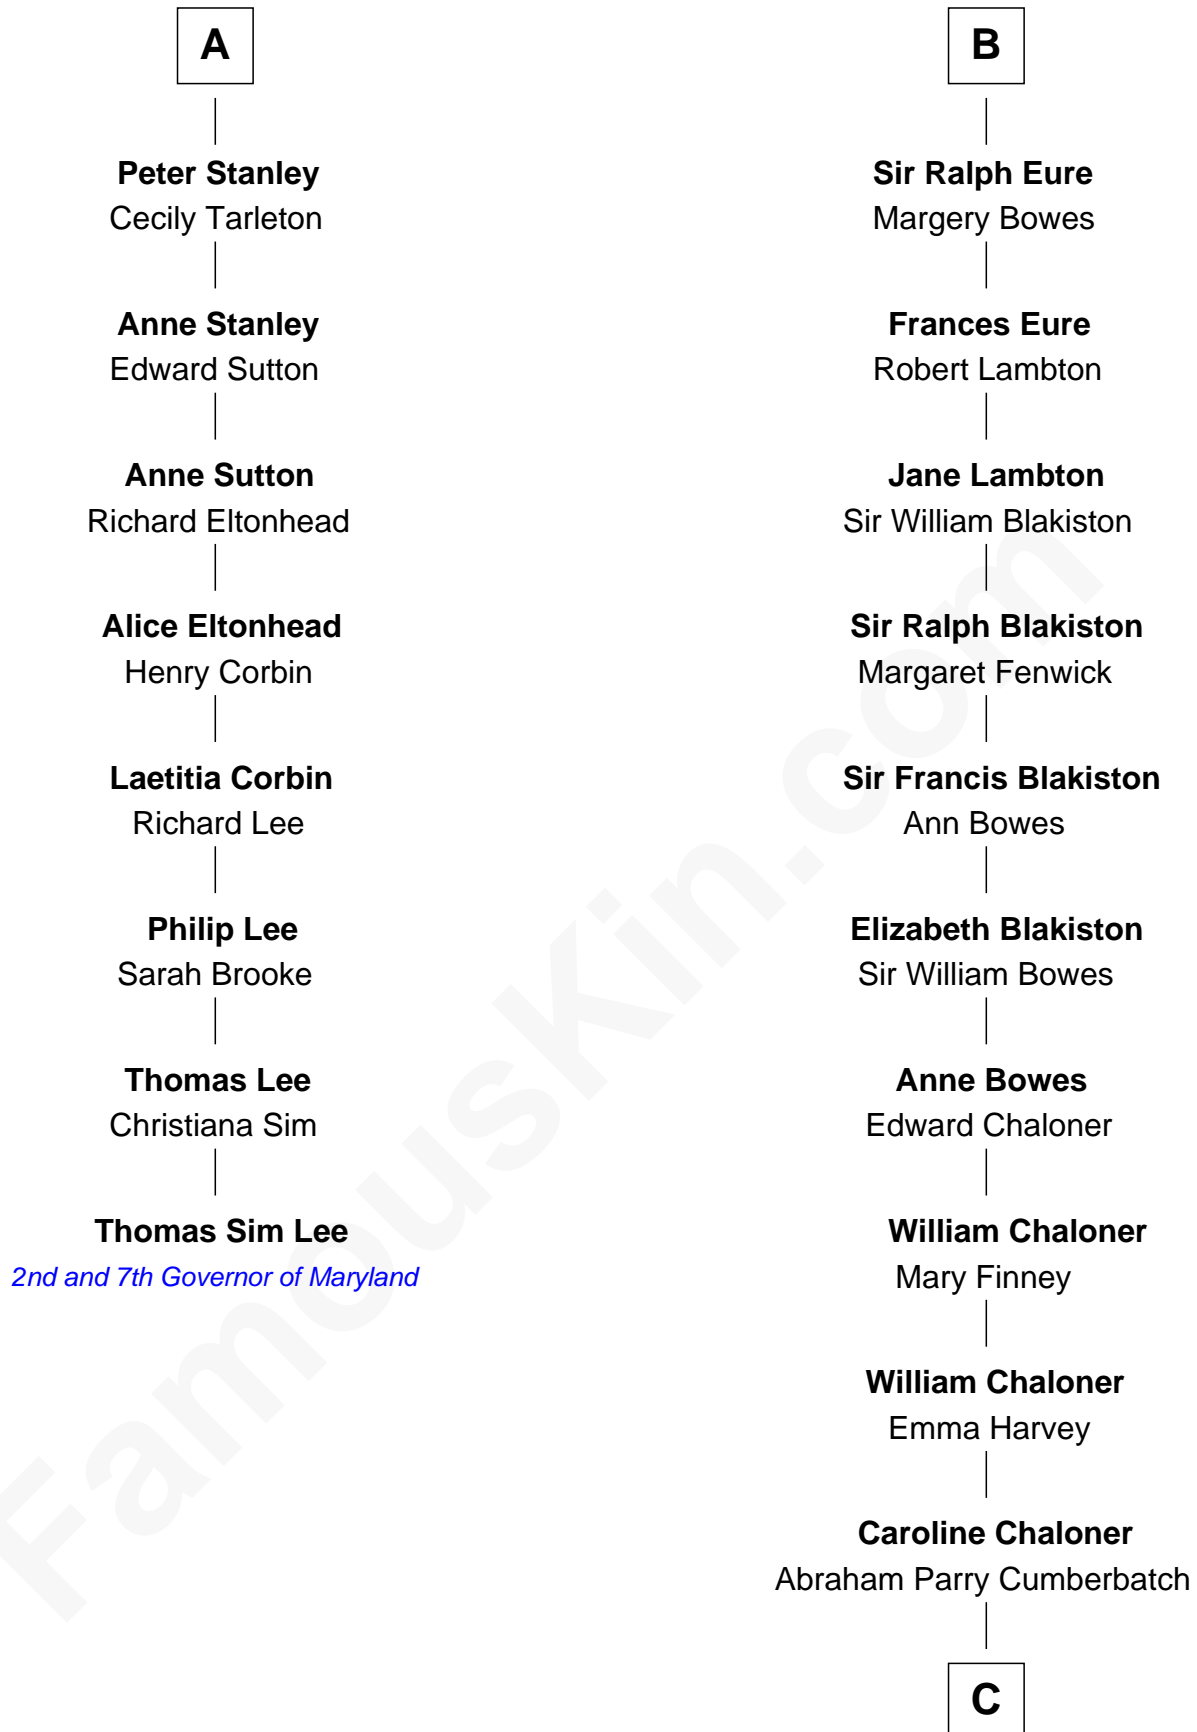 A
Peter Stanley
Cecily Tarleton
Anne Stanley
Edward Sutton
Anne Sutton
Richard Eltonhead
Alice Eltonhead
Henry Corbin
Laetitia Corbin
Richard Lee
Philip Lee
Sarah Brooke
Thomas Lee
Christiana Sim
Thomas Sim Lee
2nd and 7th Governor of Maryland
B
Sir Ralph Eure
Margery Bowes
Frances Eure
Robert Lambton
Jane Lambton
Sir William Blakiston
Sir Ralph Blakiston
Margaret Fenwick
Sir Francis Blakiston
Ann Bowes
Elizabeth Blakiston
Sir William Bowes
Anne Bowes
Edward Chaloner
William Chaloner
Mary Finney
William Chaloner
Emma Harvey
Caroline Chaloner
Abraham Parry Cumberbatch
C
FamousKin.com